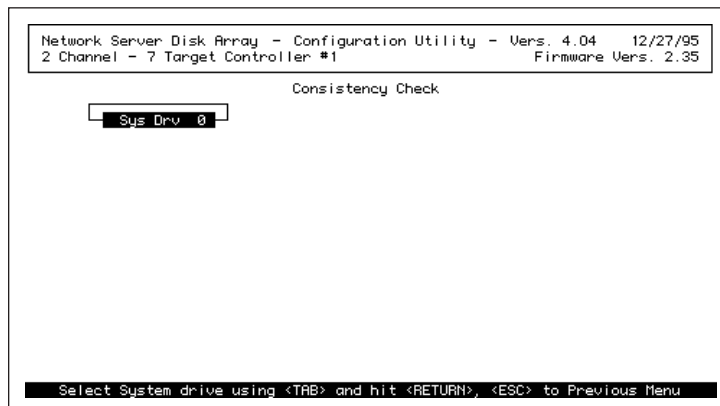 Network Server Disk Array - Configuration Utility - Vers. 4.04 12/27/95
2 Channel - 7 Target Controller #1 Firmware Vers. 2.35
Consistency Check
Sys Drv 0
Select System drive using <TAB> and hit <RETURN>, <ESC> to Previous Menu